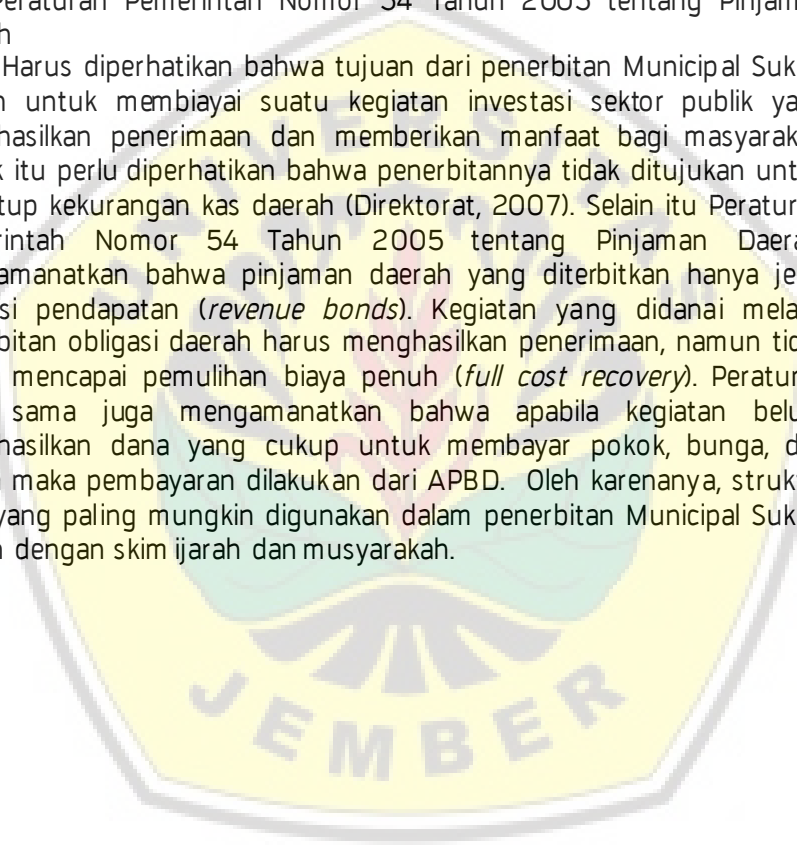 Peraturan Pemerintah Nomor 54 Tahun 2005 tentang Pinjam
h
Harus diperhatikan bahwa tujuan dari penerbitan Municipal Suk
h untuk membiayai suatu kegiatan investasi sektor publik ya
hasilkan penerimaan dan memberikan manfaat bagi masyarak
k itu perlu diperhatikan bahwa penerbitannya tidak ditujukan unt
tup kekurangan kas daerah (Direktorat, 2007). Selain itu Peratur
rintah Nomor 54 Tahun 2005 tentang Pinjaman Daera
amanatkan bahwa pinjaman daerah yang diterbitkan hanya je
si pendapatan (revenue bonds). Kegiatan yang didanai mela
bitan obligasi daerah harus menghasilkan penerimaan, namun tid
mencapai pemulihan biaya penuh (full cost recovery). Peratur
sama juga mengamanatkan bahwa apabila kegiatan belu
hasilkan dana yang cukup untuk membayar pokok, bunga, d
maka pembayaran dilakukan dari APBD. Oleh karenanya, strukt
yang paling mungkin digunakan dalam penerbitan Municipal Suk
h dengan skim ijarah dan musyarakah.
UNIVERSITAS
JEMBER